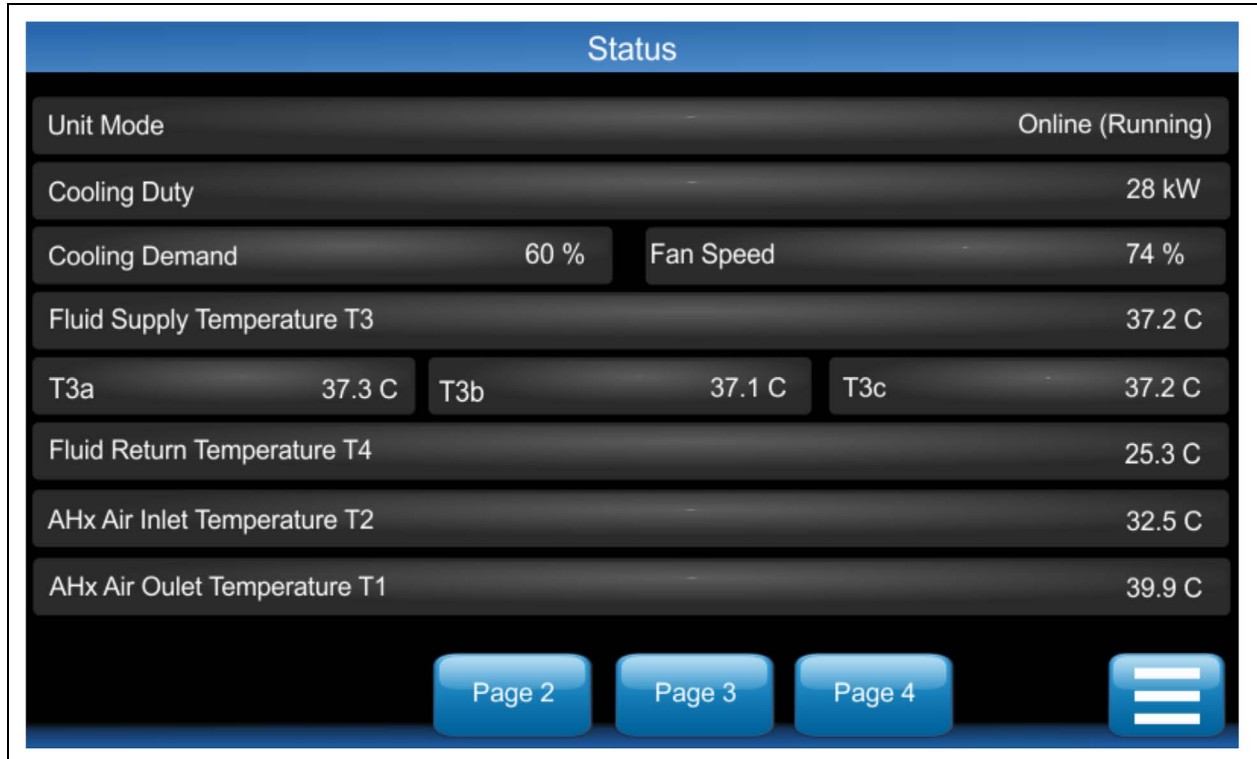 Status
Unit Mode Online (Running)
Cooling Duty 28 kW
Cooling Demand 60 % Fan Speed 74 %
Fluid Supply Temperature T3 37.2 C
T3a 37.3 C T3b 37.1 C T3c 37.2 C
Fluid Return Temperature T4 25.3 C
AHx Air Inlet Temperature T2 32.5 C
AHx Air Oulet Temperature T1 39.9 C
Page 2 Page 3 Page 4